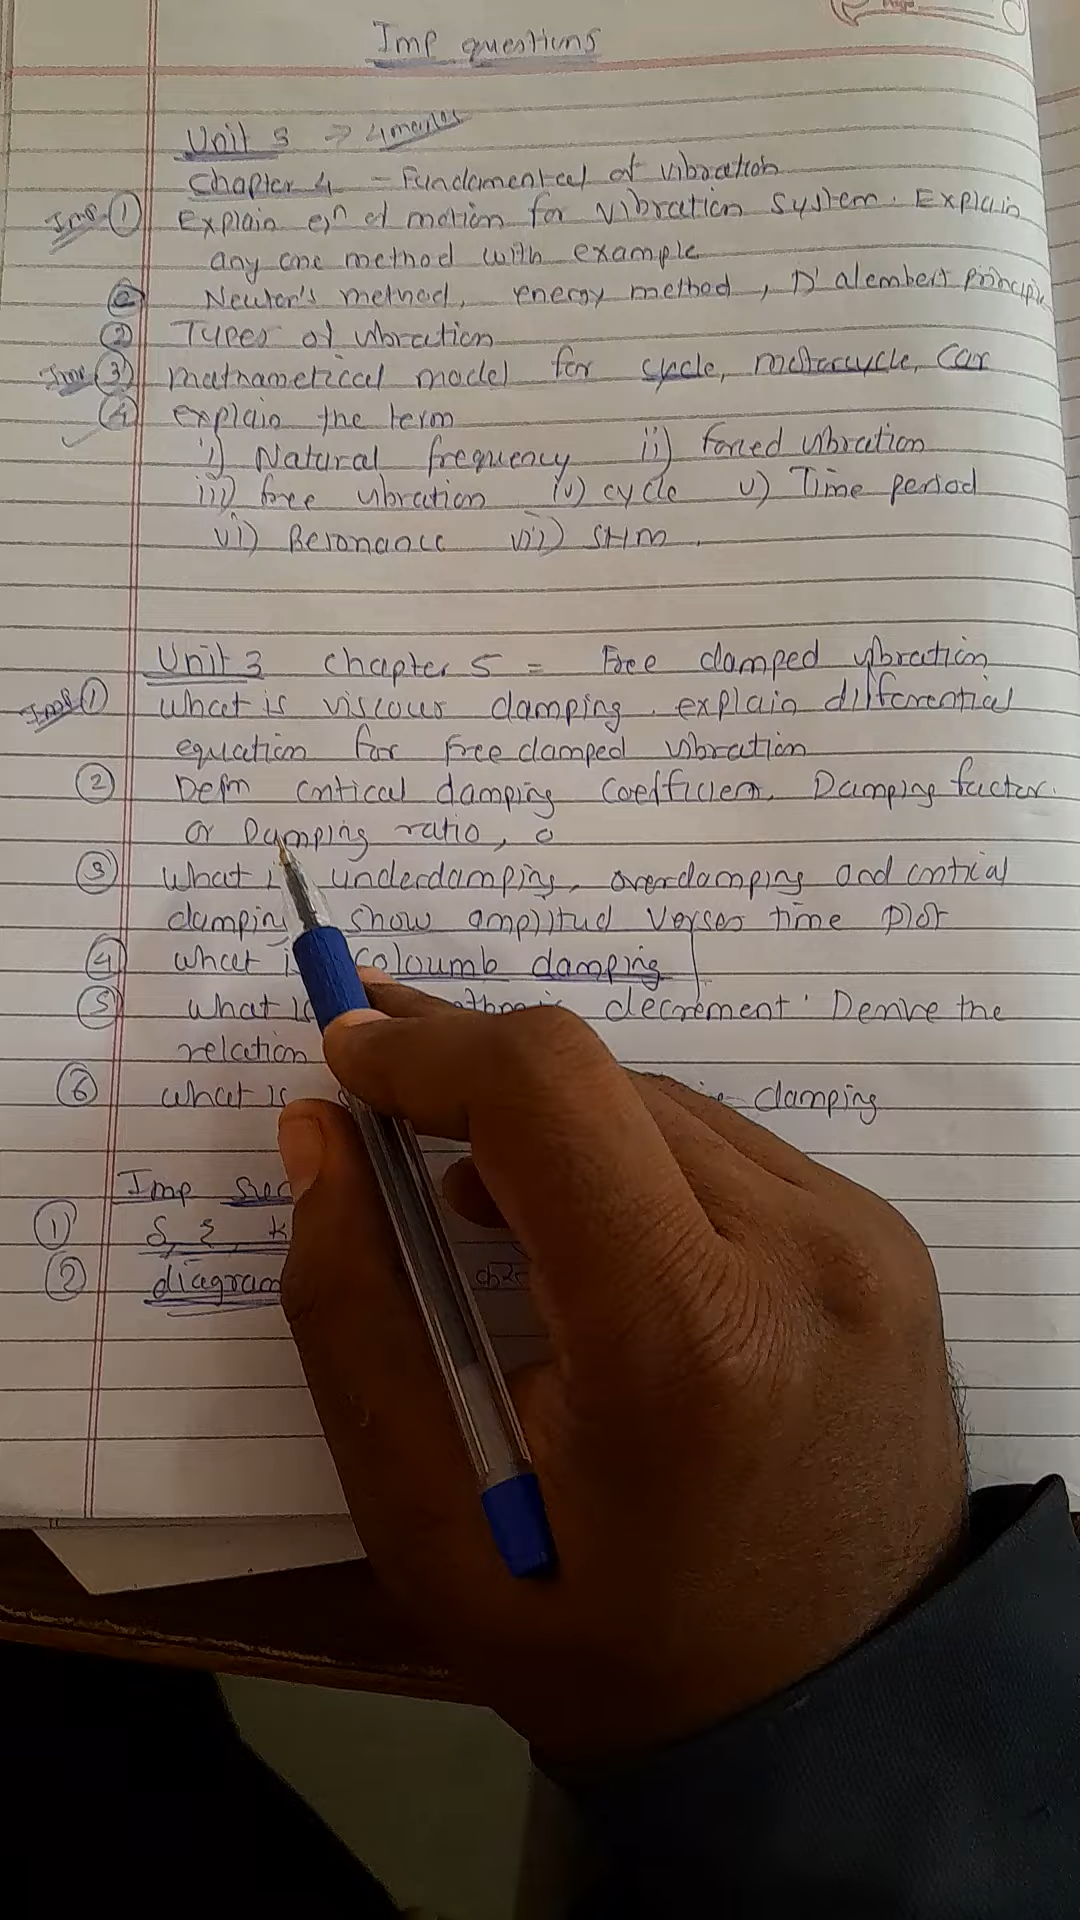 Imp questions
Unit 3 → 4 marks
Chapter 4 - Fundamental of vibration
Imp ① Explain eqn of motion for vibration system. Explain
any one method with example
② Newton's method, energy method, D'alembert principle
② Types of vibration
Imp ③ mathametical model for cycle, motorcycle, Car
④ explain the term
i) Natural frequency ii) forced vibration
iii) free vibration iv) cycle v) Time period
vi) Resonance vii) SHM.
Unit 3 Chapter 5 = Free damped vibration
Imp ① What is viscous damping. explain differential
equation for free damped vibration
② Defin critical damping Coefficient, Damping factor.
or Damping ratio,
③ What i underdamping, overdamping and critical
damping show amplitud verses time plot
④ What i coloumb damping
⑤ What is decrement. Derive the
relation
⑥ What is damping
Imp
① δ, ξ, k
② diagram